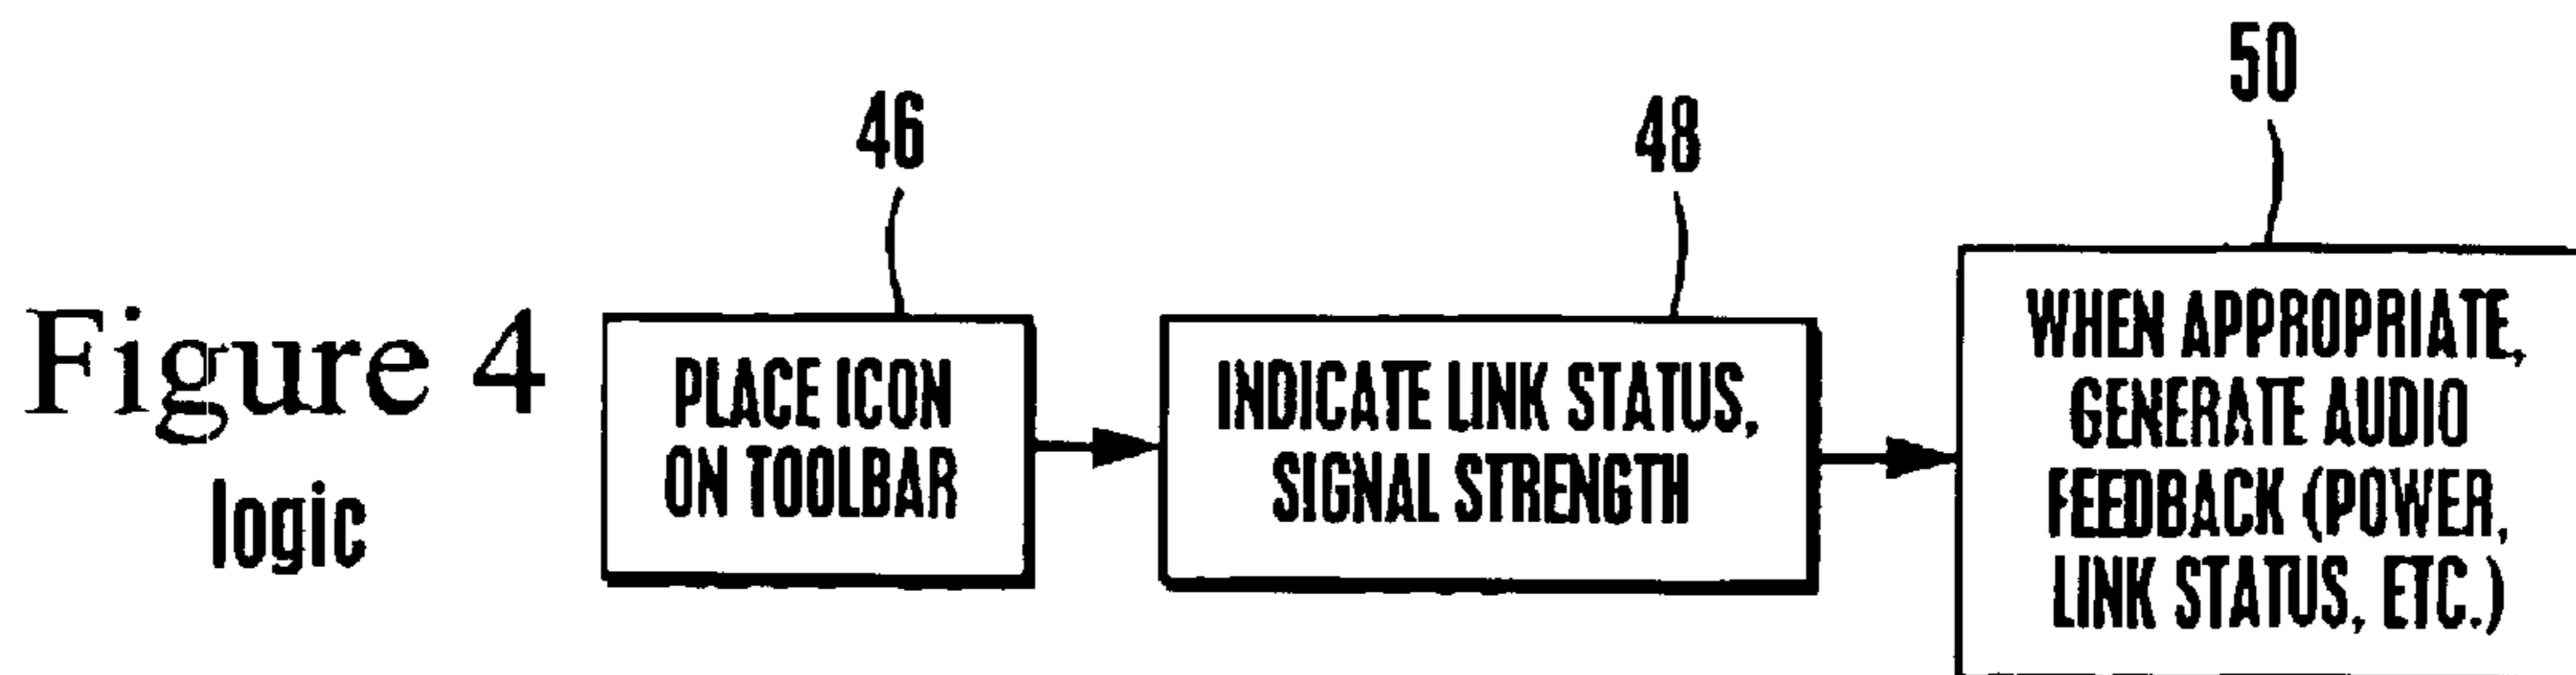 Figure 4
logic
46
PLACE ICON
ON TOOLBAR
48
INDICATE LINK STATUS,
SIGNAL STRENGTH
50
WHEN APPROPRIATE,
GENERATE AUDIO
FEEDBACK (POWER,
LINK STATUS, ETC.)